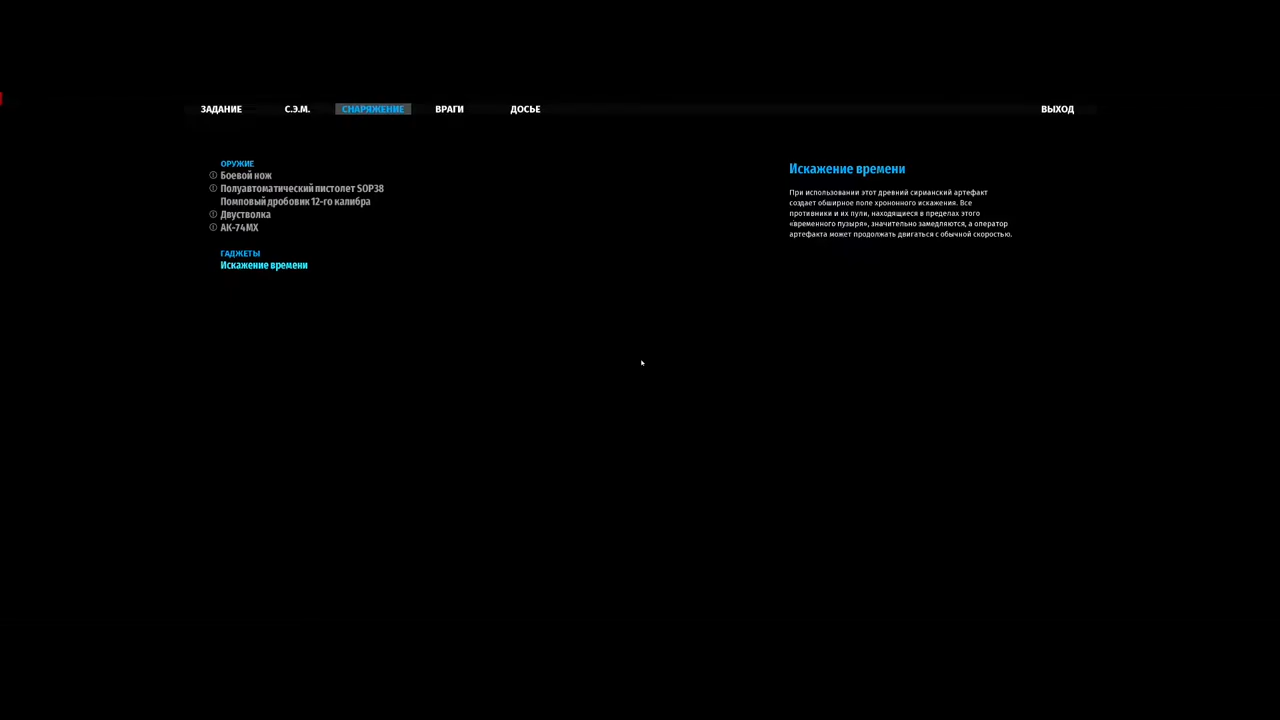 ЗАДАНИЕ С.Э.М. СНАРЯЖЕНИЕ ВРАГИ ДОСЬЕ ВЫХОД
ОРУЖИЕ
Боевой нож
Полуавтоматический пистолет SOP38
Помповый дробовик 12-го калибра
Двустволка
АК-74МХ
ГАДЖЕТЫ
Искажение времени
Искажение времени
При использовании этот древний сирианский артефакт
создает обширное поле хрононного искажения. Все
противники и их пули, находящиеся в пределах этого
«временного пузыря», значительно замедляются, а оператор
артефакта может продолжать двигаться с обычной скоростью.